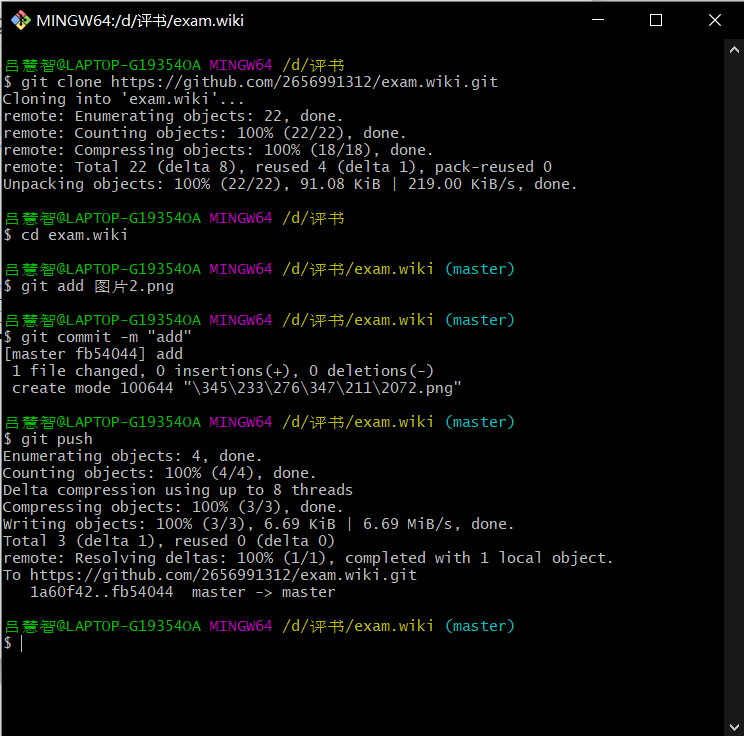 MINGW64:/d/评书/exam.wiki
吕慧智@LAPTOP-G19354OA MINGW64 /d/评书
$ git clone https://github.com/2656991312/exam.wiki.git
Cloning into 'exam.wiki'...
remote: Enumerating objects: 22, done.
remote: Counting objects: 100% (22/22), done.
remote: Compressing objects: 100% (18/18), done.
remote: Total 22 (delta 8), reused 4 (delta 1), pack-reused 0
Unpacking objects: 100% (22/22), 91.08 KiB | 219.00 KiB/s, done.
吕慧智@LAPTOP-G19354OA MINGW64 /d/评书
$ cd exam.wiki
吕慧智@LAPTOP-G19354OA MINGW64 /d/评书/exam.wiki (master)
$ git add 图片2.png
吕慧智@LAPTOP-G19354OA MINGW64 /d/评书/exam.wiki (master)
$ git commit -m "add"
[master fb54044] add
1 file changed, 0 insertions(+), 0 deletions(-)
create mode 100644 "\345\233\276\347\211\2072.png"
吕慧智@LAPTOP-G19354OA MINGW64 /d/评书/exam.wiki (master)
$ git push
Enumerating objects: 4, done.
Counting objects: 100% (4/4), done.
Delta compression using up to 8 threads
Compressing objects: 100% (3/3), done.
Writing objects: 100% (3/3), 6.69 KiB | 6.69 MiB/s, done.
Total 3 (delta 1), reused 0 (delta 0)
remote: Resolving deltas: 100% (1/1), completed with 1 local object.
To https://github.com/2656991312/exam.wiki.git
1a60f42..fb54044 master -> master
吕慧智@LAPTOP-G19354OA MINGW64 /d/评书/exam.wiki (master)
$